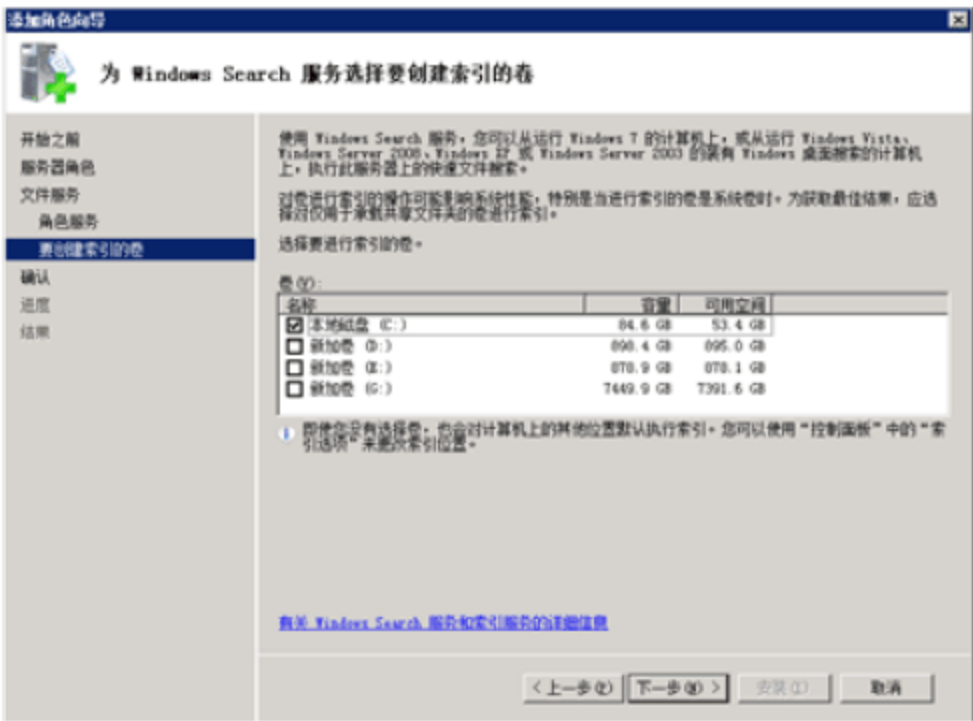 添加角色向导
为 Windows Search 服务选择要创建索引的卷
开始之前
服务器角色
文件服务
角色服务
要创建索引的卷
确认
进度
结果
使用 Windows Search 服务，您可以从运行 Windows 7 的计算机上，或从运行 Windows Vista、
Windows Server 2008、Windows XP 或 Windows Server 2003 的装有 Windows 桌面搜索的计算机
上，执行此服务器上的快速文件搜索。
对卷进行索引的操作可能影响系统性能，特别是当进行索引的卷是系统卷时。为获取最佳结果，应选
择对仅用于承载共享文件夹的卷进行索引。
选择要进行索引的卷。
卷(V):
名称 容量 可用空间
本地磁盘 (C:) 84.6 GB 53.4 GB
新加卷 (D:) 898.4 GB 895.0 GB
新加卷 (E:) 878.9 GB 878.1 GB
新加卷 (G:) 7449.9 GB 7391.6 GB
即使您没有选择卷，也会对计算机上的其他位置默认执行索引。您可以使用“控制面板”中的“索
引选项”来更改索引位置。
有关 Windows Search 服务和索引服务的详细信息
< 上一步(P) 下一步(N) > 安装(I) 取消